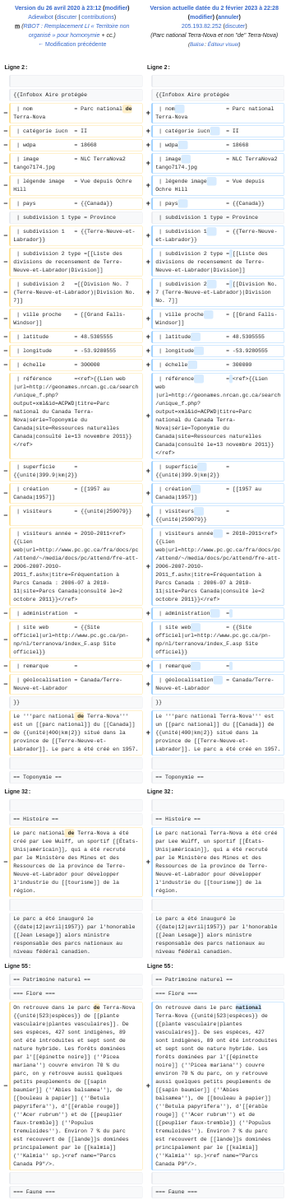 Version du 26 avril 2020 à 23:12 (modifier)
Adlewibot (discuter | contributions)
m (RBOT : Remplacement LI « Territoire non organisé » pour homonymie + cc.)
← Modification précédente
Version actuelle datée du 2 février 2023 à 22:28 (modifier) (annuler)
205.193.82.252 (discuter)
(Parc national Terra-Nova et non "de" Terra-Nova)
(Balise : Éditeur visuel)
Ligne 2 :
Ligne 2 :
{{Infobox Aire protégée
{{Infobox Aire protégée
| nom = Parc national de Terra-Nova
| nom = Parc national Terra-Nova
| catégorie iucn = II
| catégorie iucn = II
| wdpa = 18668
| wdpa = 18668
| image = NLC TerraNova2 tango7174.jpg
| image = NLC TerraNova2 tango7174.jpg
| légende image = Vue depuis Ochre Hill
| légende image = Vue depuis Ochre Hill
| pays = {{Canada}}
| pays = {{Canada}}
| subdivision 1 type = Province
| subdivision 1 type = Province
| subdivision 1 = {{Terre-Neuve-et-Labrador}}
| subdivision 1 = {{Terre-Neuve-et-Labrador}}
| subdivision 2 type =[[Liste des divisions de recensement de Terre-Neuve-et-Labrador|Division]]
| subdivision 2 type =[[Liste des divisions de recensement de Terre-Neuve-et-Labrador|Division]]
| subdivision 2 =[[Division No. 7 (Terre-Neuve-et-Labrador)|Division No. 7]]
| subdivision 2 =[[Division No. 7 (Terre-Neuve-et-Labrador)|Division No. 7]]
| ville proche = [[Grand Falls-Windsor]]
| ville proche = [[Grand Falls-Windsor]]
| latitude = 48.5305555
| latitude = 48.5305555
| longitude = -53.9280555
| longitude = -53.9280555
| échelle = 300000
| échelle = 300000
| référence =<ref>{{Lien web |url=http://geonames.nrcan.gc.ca/search/unique_f.php?output=xml&id=ACPWD|titre=Parc national du Canada Terra-Nova|série=Toponymie du Canada|site=Ressources naturelles Canada|consulté le=13 novembre 2011}}</ref>
| référence =<ref>{{Lien web |url=http://geonames.nrcan.gc.ca/search/unique_f.php?output=xml&id=ACPWD|titre=Parc national du Canada Terra-Nova|série=Toponymie du Canada|site=Ressources naturelles Canada|consulté le=13 novembre 2011}}</ref>
| superficie = {{unité|399.9|km|2}}
| superficie = {{unité|399.9|km|2}}
| création = [[1957 au Canada|1957]]
| création = [[1957 au Canada|1957]]
| visiteurs = {{unité|259079}}
| visiteurs = {{unité|259079}}
| visiteurs année = 2010-2011<ref>{{Lien web|url=http://www.pc.gc.ca/fra/docs/pc/attend/~/media/docs/pc/attend/fre-att-2006-2007-2010-2011_f.ashx|titre=Fréquentation à Parcs Canada : 2006-07 à 2010-11|site=Parcs Canada|consulté le=2 octobre 2011}}</ref>
| visiteurs année = 2010-2011<ref>{{Lien web|url=http://www.pc.gc.ca/fra/docs/pc/attend/~/media/docs/pc/attend/fre-att-2006-2007-2010-2011_f.ashx|titre=Fréquentation à Parcs Canada : 2006-07 à 2010-11|site=Parcs Canada|consulté le=2 octobre 2011}}</ref>
| administration =
| administration =
| site web = {{Site officiel|url=http://www.pc.gc.ca/pn-np/nl/terranova/index_F.asp Site officiel}}
| site web = {{Site officiel|url=http://www.pc.gc.ca/pn-np/nl/terranova/index_F.asp Site officiel}}
| remarque =
| remarque =
| géolocalisation = Canada/Terre-Neuve-et-Labrador
| géolocalisation = Canada/Terre-Neuve-et-Labrador
}}
}}
Le '''parc national de Terra-Nova''' est un [[parc national]] du [[Canada]] de {{unité|400|km|2}} situé dans la province de [[Terre-Neuve-et-Labrador]]. Le parc a été créé en 1957.
Le '''parc national Terra-Nova''' est un [[parc national]] du [[Canada]] de {{unité|400|km|2}} situé dans la province de [[Terre-Neuve-et-Labrador]]. Le parc a été créé en 1957.
== Toponymie ==
== Toponymie ==
Ligne 32 :
Ligne 32 :
== Histoire ==
== Histoire ==
Le parc national de Terra-Nova a été créé par Lee Wulff, un sportif [[États-Unis|américain]], qui a été recruté par le Ministère des Mines et des Ressources de la province de Terre-Neuve-et-Labrador pour développer l'industrie du [[tourisme]] de la région.
Le parc national Terra-Nova a été créé par Lee Wulff, un sportif [[États-Unis|américain]], qui a été recruté par le Ministère des Mines et des Ressources de la province de Terre-Neuve-et-Labrador pour développer l'industrie du [[tourisme]] de la région.
Le parc a été inauguré le {{date|12|avril|1957}} par l'honorable [[Jean Lesage]] alors ministre responsable des parcs nationaux au niveau fédéral canadien.
Le parc a été inauguré le {{date|12|avril|1957}} par l'honorable [[Jean Lesage]] alors ministre responsable des parcs nationaux au niveau fédéral canadien.
Ligne 55 :
Ligne 55 :
== Patrimoine naturel ==
== Patrimoine naturel ==
=== Flore ===
=== Flore ===
On retrouve dans le parc de Terra-Nova {{unité|523|espèces}} de [[plante vasculaire|plantes vasculaires]]. De ses espèces, 427 sont indigènes, 89 ont été introduites et sept sont de nature hybride. Les forêts dominées par l'[[épinette noire]] (''Picea mariana'') couvre environ 70 % du parc, on y retrouve aussi quelques petits peuplements de [[sapin baumier]] (''Abies balsamea''), de [[bouleau à papier]] (''Betula papyrifera''), d'[[érable rouge]] (''Acer rubrum'') et de [[peuplier faux-tremble]] (''Populus tremuloides''). Environ 7 % du parc est recouvert de [[lande]]s dominées principalement par le [[kalmia]] (''Kalmia'' sp.)<ref name="Parcs Canada P9"/>.
On retrouve dans le parc national Terra-Nova {{unité|523|espèces}} de [[plante vasculaire|plantes vasculaires]]. De ses espèces, 427 sont indigènes, 89 ont été introduites et sept sont de nature hybride. Les forêts dominées par l'[[épinette noire]] (''Picea mariana'') couvre environ 70 % du parc, on y retrouve aussi quelques petits peuplements de [[sapin baumier]] (''Abies balsamea''), de [[bouleau à papier]] (''Betula papyrifera''), d'[[érable rouge]] (''Acer rubrum'') et de [[peuplier faux-tremble]] (''Populus tremuloides''). Environ 7 % du parc est recouvert de [[lande]]s dominées principalement par le [[kalmia]] (''Kalmia'' sp.)<ref name="Parcs Canada P9"/>.
=== Faune ===
=== Faune ===